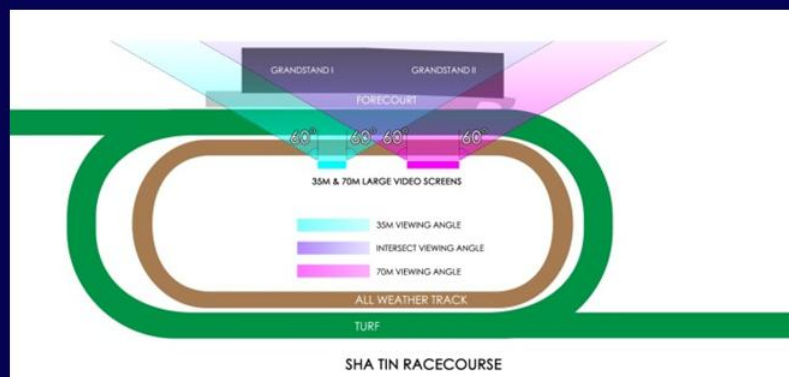 GRANDSTAND I
GRANDSTAND II
FORECOURT
60° 60° 60° 60°
35M & 70M LARGE VIDEO SCREENS
35M VIEWING ANGLE
INTERSECT VIEWING ANGLE
70M VIEWING ANGLE
ALL WEATHER TRACK
TURF
SHA TIN RACECOURSE